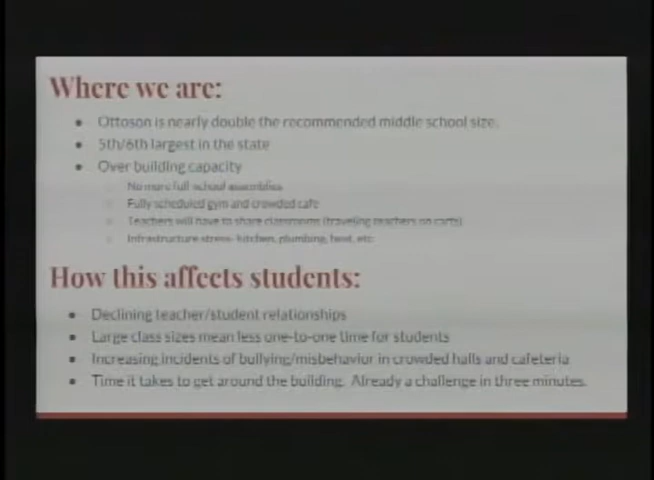 Where we are:
• Ottoson is nearly double the recommended middle school size.
• 5th/6th largest in the state
• Over building capacity
No more full school assemblies
Fully scheduled gym and crowded cafe
Teachers will have to share classrooms (traveling teachers on carts)
Infrastructure stress- kitchen, plumbing, heat, etc
How this affects students:
• Declining teacher/student relationships
• Large class sizes mean less one-to-one time for students
• Increasing incidents of bullying/misbehavior in crowded halls and cafeteria
• Time it takes to get around the building. Already a challenge in three minutes.